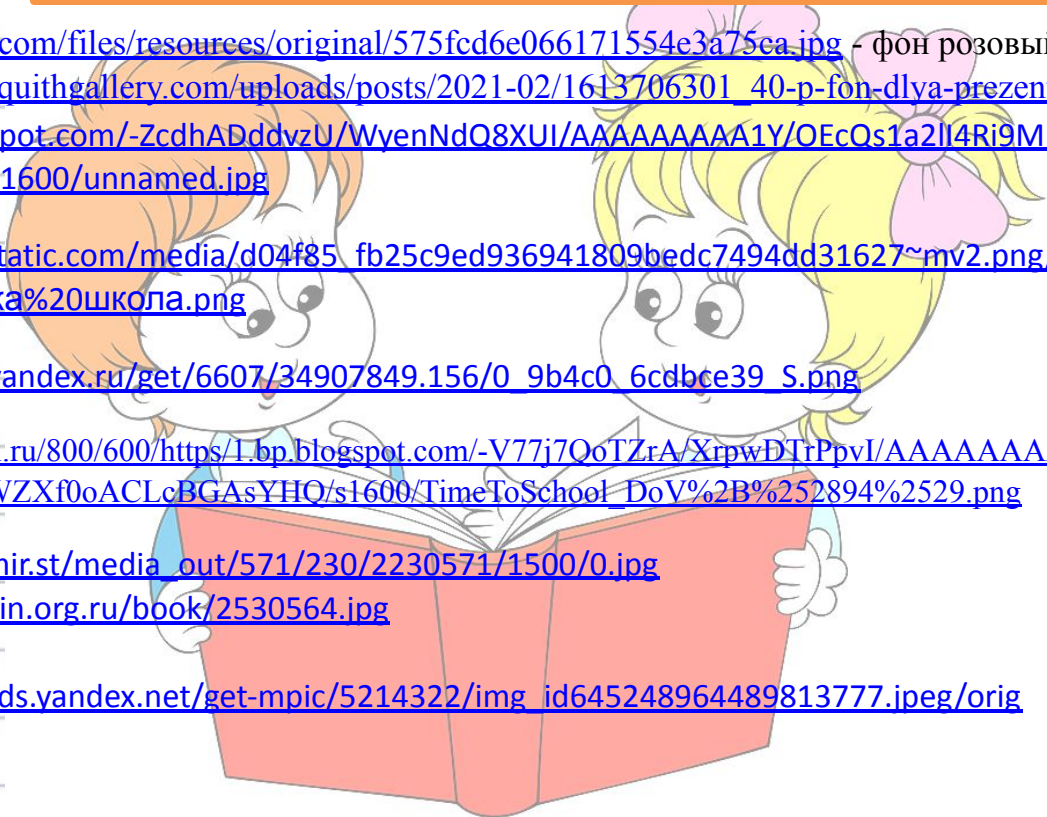 com/files/resources/original/575fcd6e066171554e3a75ca.jpg - фон розовый
quithgallery.com/uploads/posts/2021-02/1613706301_40-p-fon-dlya-prezent
pot.com/-ZcdhADddvzU/WyenNdQ8XUI/AAAAAAAAA1Y/OEcQs1a2lI4Ri9M
1600/unnamed.jpg
tatic.com/media/d04f85_fb25c9ed936941809bedc7494dd31627~mv2.png/
ка%20школа.png
yandex.ru/get/6607/34907849.156/0_9b4c0_6cdbce39_S.png
.ru/800/600/https/1.bp.blogspot.com/-V77j7QoTZrA/XrpwDTrPpvI/AAAAAAA
VZXf0oACLcBGAsYHQ/s1600/TimeToSchool_DoV%2B%252894%2529.png
mir.st/media_out/571/230/2230571/1500/0.jpg
in.org.ru/book/2530564.jpg
ds.yandex.net/get-mpic/5214322/img_id645248964489813777.jpeg/orig